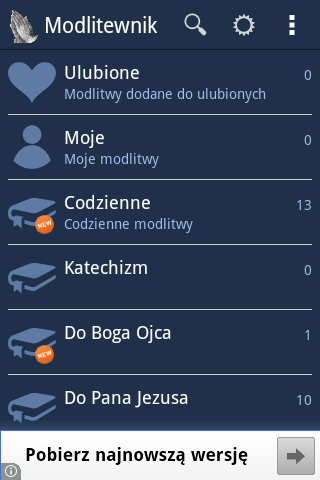 Modlitewnik
Ulubione
0
Modlitwy dodane do ulubionych
Moje
0
Moje modlitwy
Codzienne
13
NEW
Codzienne modlitwy
Katechizm
0
Do Boga Ojca
1
NEW
Do Pana Jezusa
10
Pobierz najnowszą wersję